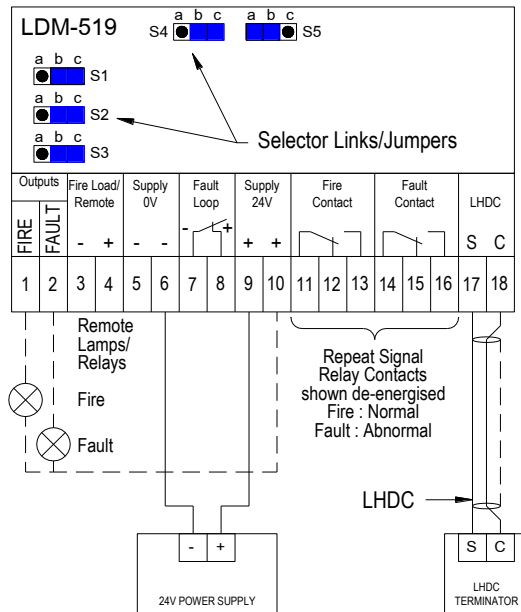 LDM-519
a b c
S4
S5
a b c
S1
a b c
S2
a b c
S3
Selector Links/Jumpers
Outputs
FIRE
FAULT
Fire Load/
Remote
- +
Supply
0V
- -
Fault
Loop
- +
Supply
24V
+ +
Fire
Contact
Fault
Contact
LHDC
S C
1 2 3 4 5 6 7 8 9 10 11 12 13 14 15 16 17 18
Remote
Lamps/
Relays
Fire
Fault
Repeat Signal
Relay Contacts
shown de-energised
Fire : Normal
Fault : Abnormal
LHDC
- +
24V POWER SUPPLY
S C
LHDC
TERMINATOR